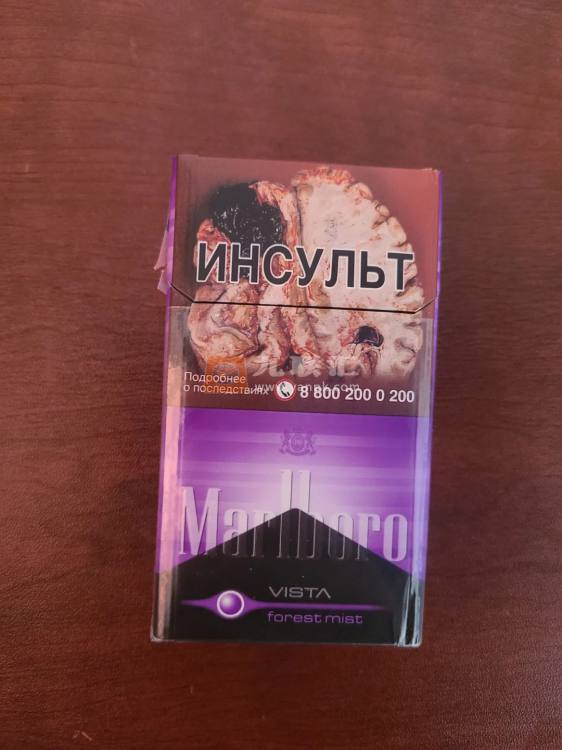 ИНСУЛЬТ
Подробнее
о последствиях 8 800 200 0 200
Marlboro
VISTA
forest mist